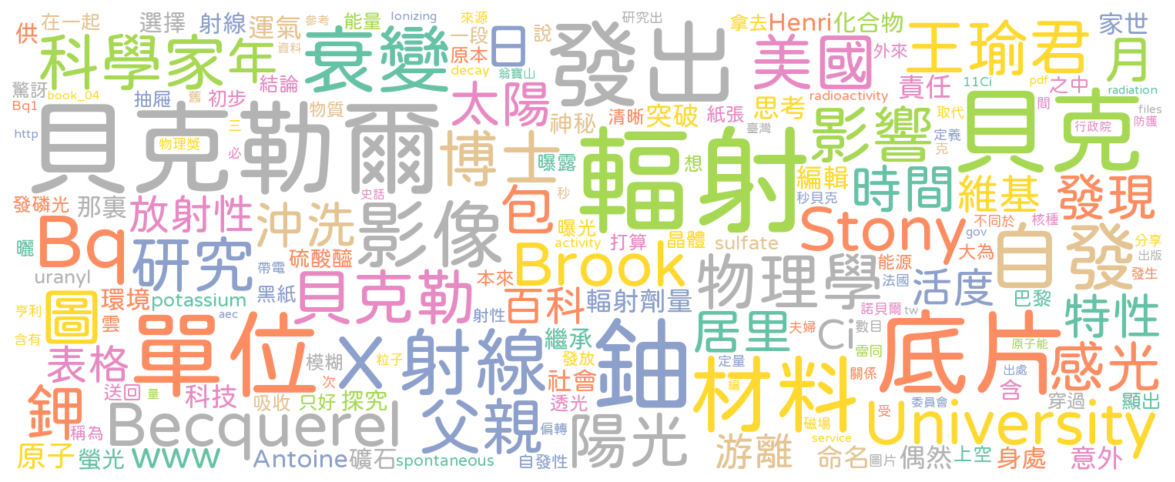 供 在一起 選擇 射線 運氣 能量 Ionizing 來源 研究出 拿去 Henri 化合物 家世
科學家 年 衰變 一段 原本 日 說 發出 美國 外來 王瑜君 月
驚訝 資料 結論 decay 翁寶山 參考 責任 11Ci pdf 之中 radiation
Bq1 book_04 抽屜 舊 初步 物質 太陽 神秘 清晰 突破 紙張 思考 radioactivity 間 取代 files
http 物理獎 三 貝克勒爾 博士 臺灣 輻射 影響 定義 克 貝克 行政院 防護
必 史話 曝露 想 編輯 秒貝克 時間 維基 發現
發磷光 那裏 放射性 沖洗 影像 包 秒 曝光 打算 晶體 Stony 不同於 核種 分享
曬 Bq 研究 硫酸醯 activity sulfate Brook 物理學 能源 大為 gov 自發 出版
uranyl 帶電 黑紙 貝克勒 本來 百科 輻射劑量 法國 活度 巴黎 發生
圖 環境 potassium 射性 繼承 居里 諾貝爾 tw 特性
亨利 雲 aec 單位 X 射線 夫婦 鈾 Ci 數目 底片 原子能
含有 表格 模糊 粒子 發放 定量 雷同 出處 感光
鉀 送回 量 科技 次 只好 探究 社會 材料 關係 含 穿過 顯出
稱為 Becquerel 吸收 父親 透光 偏轉 陽光 磁場 受 委員會 University
原子 螢光 www Antoine 礦石 spontaneous 自發性 游離 service 命名 圖片 偶然 上空 身處 意外